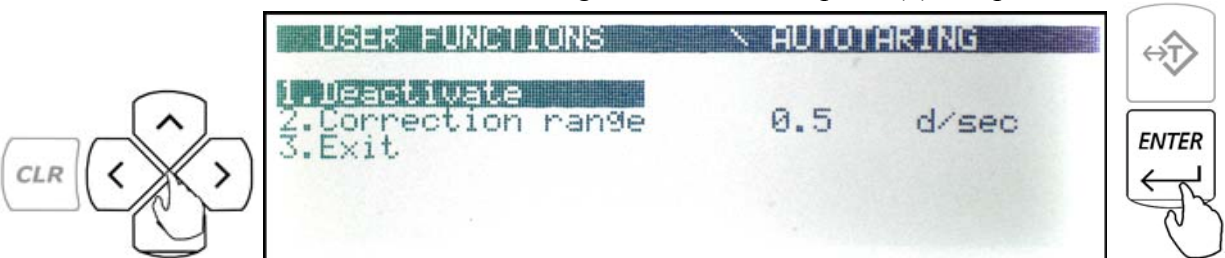 USER FUNCTIONS \ AUTOTARING
1.Deactivate
2.Correction range 0.5 d/sec
3.Exit
CLR
T
ENTER